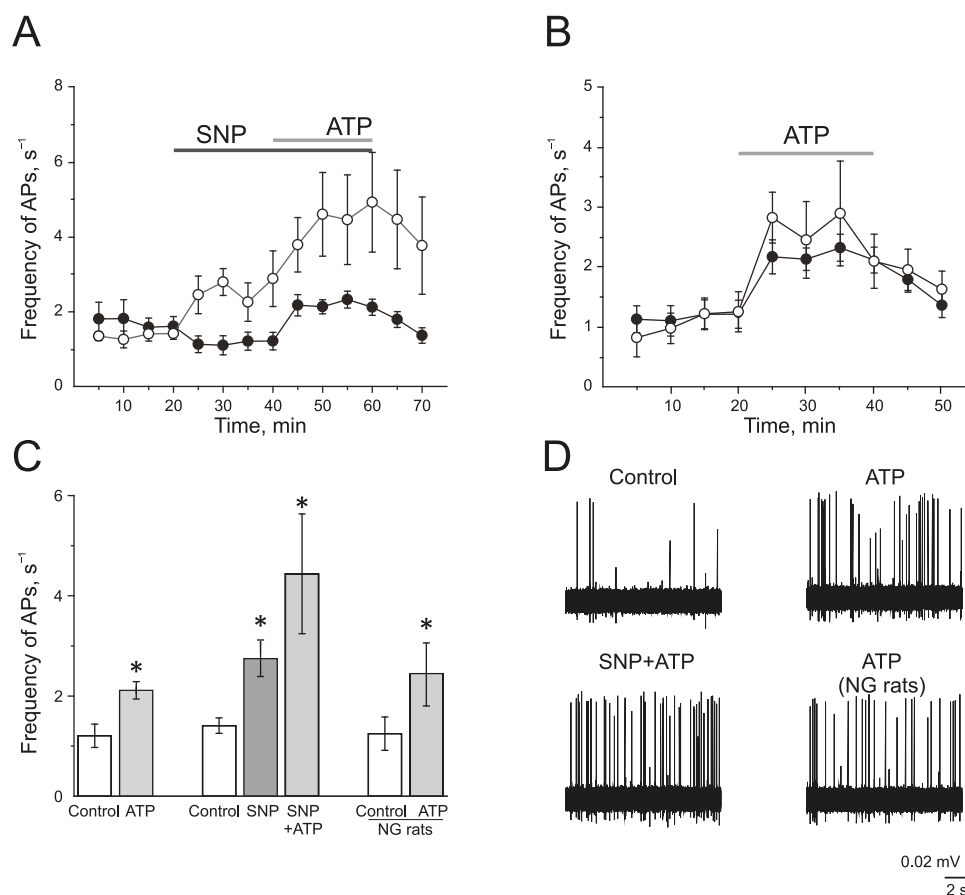 A
8
6
4
2
0
Frequency of APs, s⁻¹
SNP
ATP
10 20 30 40 50 60 70
Time, min
B
5
4
3
2
1
0
Frequency of APs, s⁻¹
ATP
10 20 30 40 50
Time, min
C
6
4
2
0
Frequency of APs, s⁻¹
*
*
*
*
Control ATP
Control SNP SNP
+ATP
Control ATP
NG rats
D
Control
ATP
SNP+ATP
ATP
(NG rats)
0.02 mV
2 s